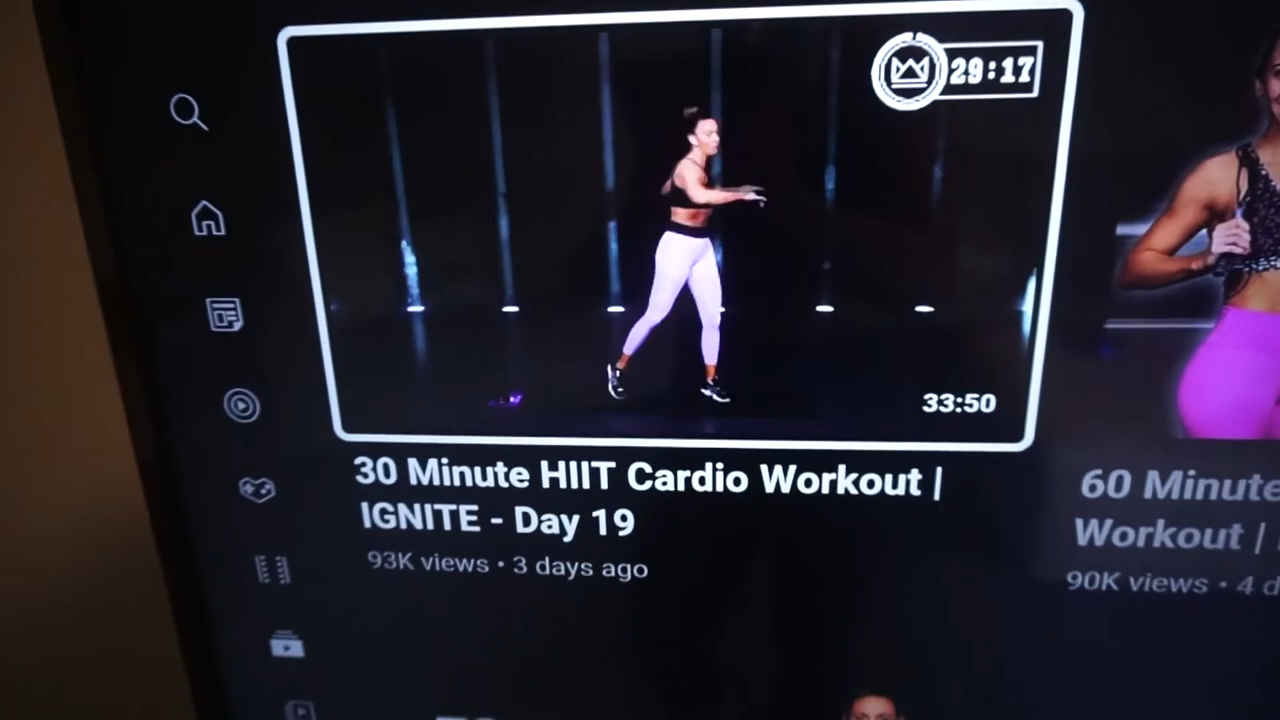 29:17
33:50
30 Minute HIIT Cardio Workout |
IGNITE - Day 19
93K views • 3 days ago
60 Minute
Workout |
90K views • 4 d